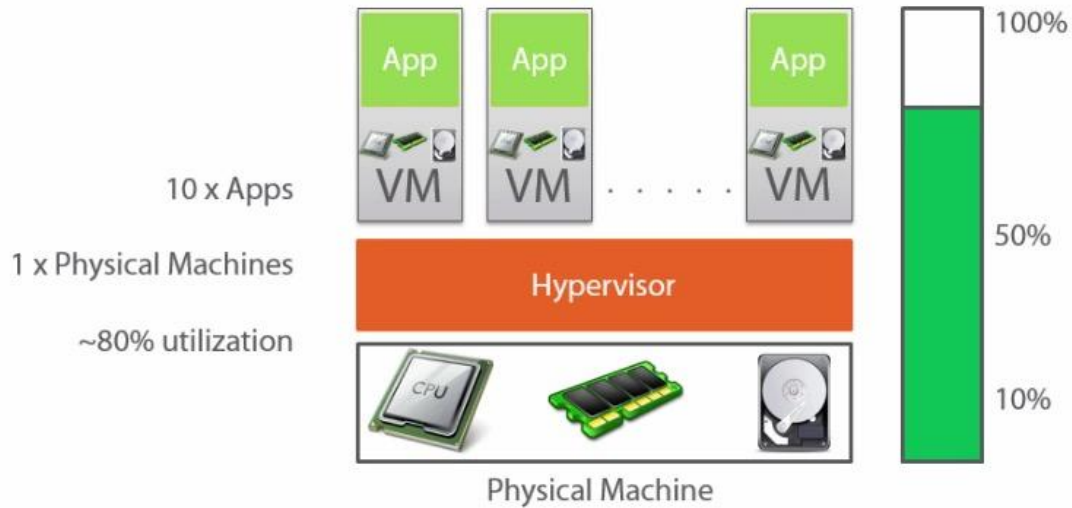 App App App
VM VM . . . . . VM
10 x Apps
1 x Physical Machines
~80% utilization
Hypervisor
CPU
Physical Machine
100%
50%
10%